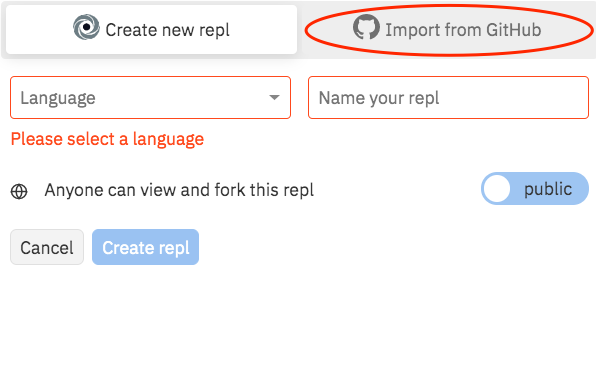 Create new repl
Import from GitHub
Language
Name your repl
Please select a language
Anyone can view and fork this repl
public
Cancel
Create repl